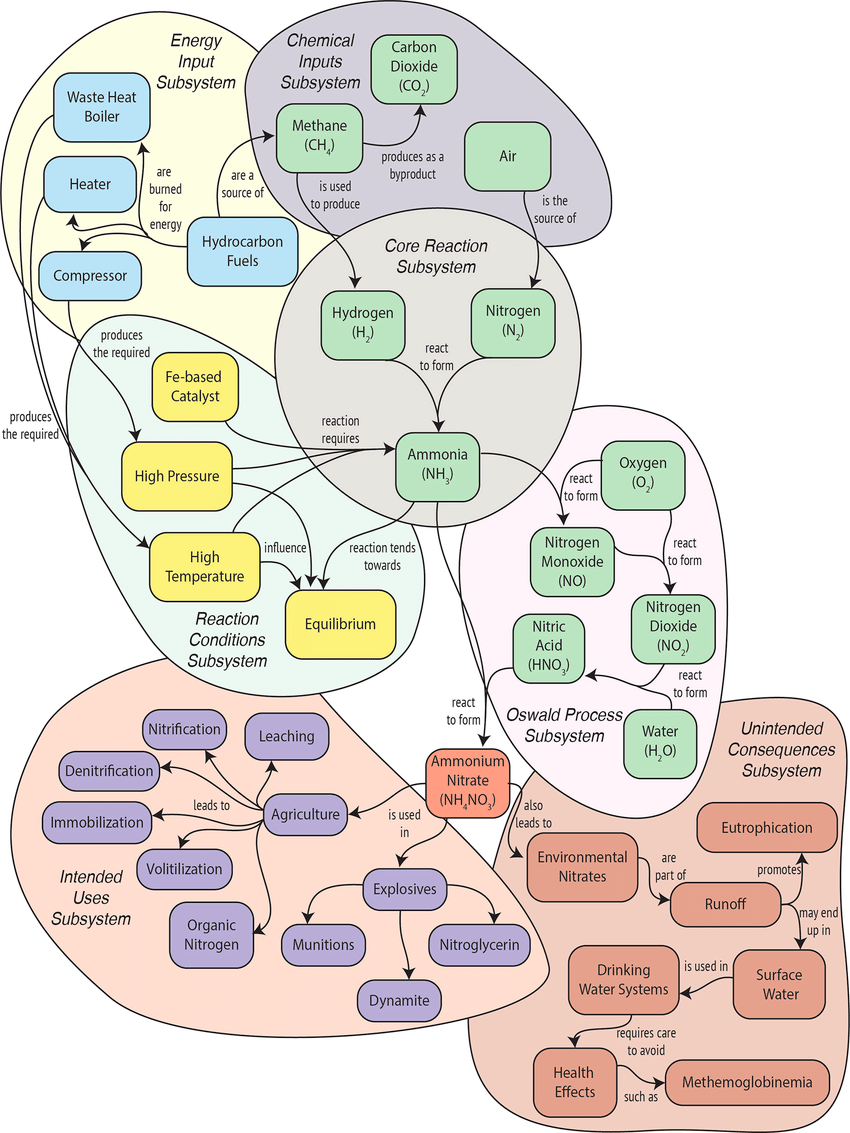 Energy
Input
Subsystem
Chemical
Inputs
Subsystem
Carbon
Dioxide
(CO₂)
Waste Heat
Boiler
Methane
(CH₄)
produces as a
byproduct
Air
Heater
are
burned for
energy
are a
source of
is used
to produce
is the
source of
Hydrocarbon
Fuels
Compressor
Core Reaction
Subsystem
Hydrogen
(H₂)
Nitrogen
(N₂)
react
to form
produces
the required
produces
the required
Fe-based
Catalyst
reaction
requires
High Pressure
Ammonia
(NH₃)
High
Temperature
influence
reaction tends
towards
Equilibrium
Reaction
Conditions
Subsystem
Oxygen
(O₂)
react
to form
Nitrogen
Monoxide
(NO)
react
to form
Nitrogen
Dioxide
(NO₂)
Nitric
Acid
(HNO₃)
react
to form
Water
(H₂O)
Oswald Process
Subsystem
react
to form
Ammonium
Nitrate
(NH₄NO₃)
Nitrification
Leaching
Denitrification
leads to
Agriculture
Immobilization
Volitilization
Organic
Nitrogen
Intended
Uses
Subsystem
is used
in
Explosives
Munitions
Nitroglycerin
Dynamite
Unintended
Consequences
Subsystem
also
leads to
Environmental
Nitrates
are
part of
Runoff
promotes
Eutrophication
may end
up in
Surface
Water
is used in
Drinking
Water Systems
requires care
to avoid
Health
Effects
such as
Methemoglobinemia